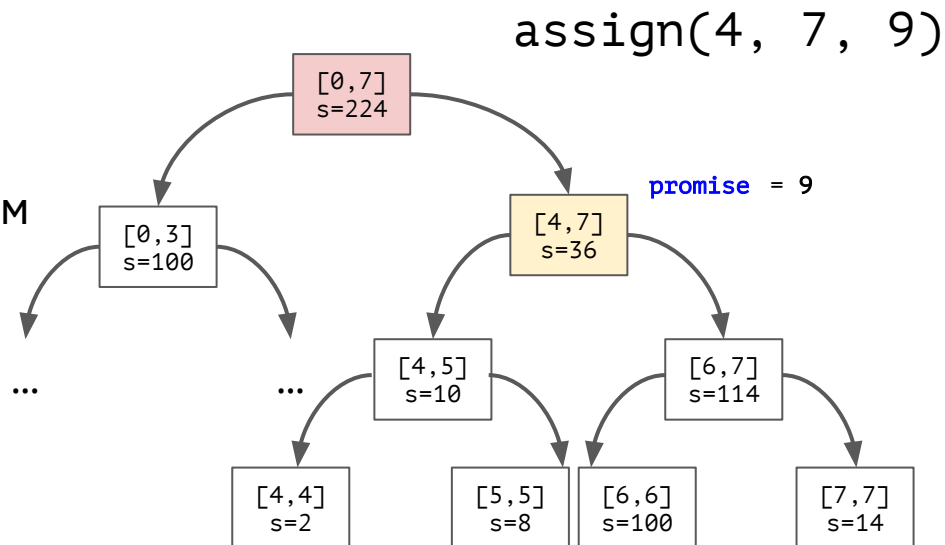 assign(4, 7, 9)
[0,7]
s=224
promise = 9
M
[0,3]
s=100
[4,7]
s=36
[4,5]
s=10
[6,7]
s=114
...
...
[4,4]
s=2
[5,5]
s=8
[6,6]
s=100
[7,7]
s=14